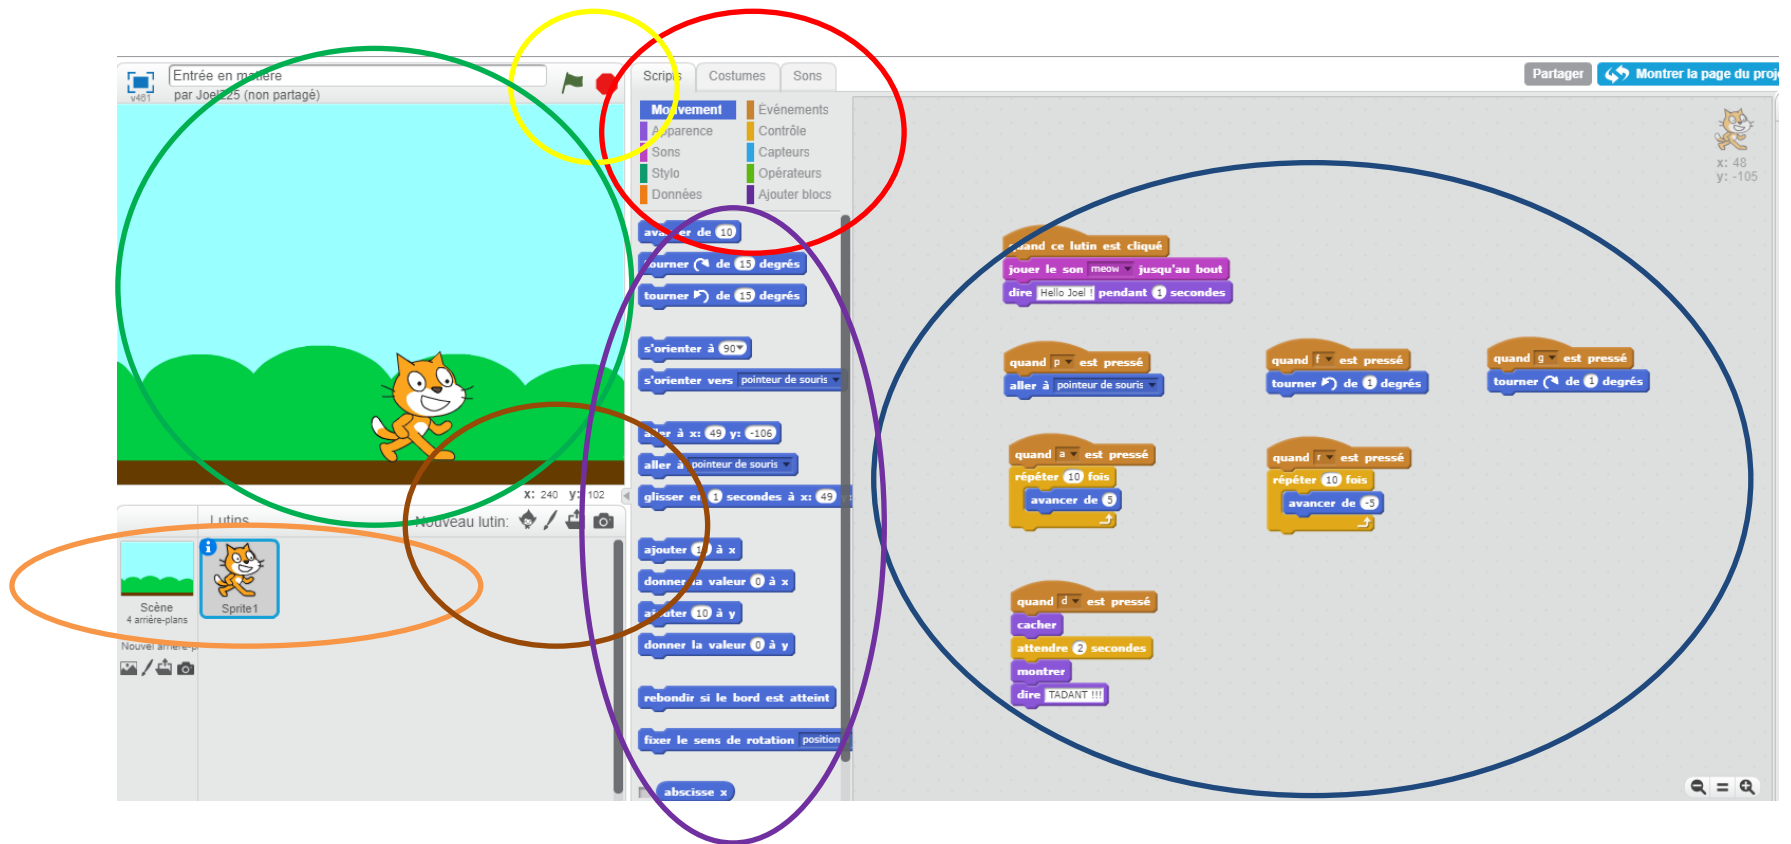 Entrée en matière
par Joel225 (non partagé)
v461
Scripts
Costumes
Sons
Partager
Montrer la page du proj
Mouvement
Apparence
Sons
Stylo
Données
Événements
Contrôle
Capteurs
Opérateurs
Ajouter blocs
x: 48
y: -105
avancer de 10
tourner de 15 degrés
tourner de 15 degrés
s'orienter à 90
s'orienter vers pointeur de souris
aller à x: 49 y: -106
aller à pointeur de souris
glisser en 1 secondes à x: 49
ajouter 10 à x
donner la valeur 0 à x
ajouter 10 à y
donner la valeur 0 à y
rebondir si le bord est atteint
fixer le sens de rotation position
abscisse x
quand ce lutin est cliqué
jouer le son meow jusqu'au bout
dire Hello Joel ! pendant 1 secondes
quand p est pressé
aller à pointeur de souris
quand f est pressé
tourner de 1 degrés
quand g est pressé
tourner de 1 degrés
quand a est pressé
répéter 10 fois
avancer de 5
quand r est pressé
répéter 10 fois
avancer de -5
quand d est pressé
cacher
attendre 2 secondes
montrer
dire TADANT !!!
X: 240 y: 102
Lutins
Nouveau lutin:
Scène
4 arrière-plans
Sprite1
Nouvel arrière-p